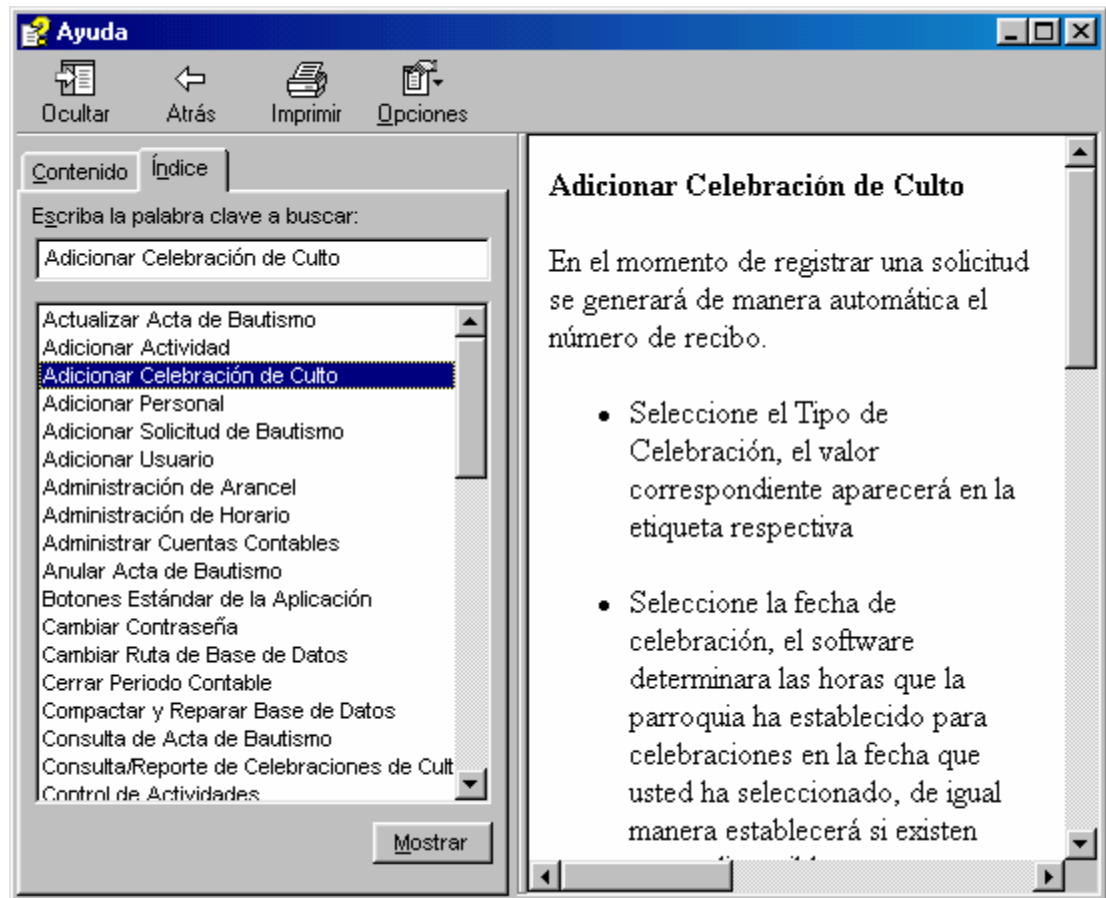 Ayuda
Ocultar Atrás Imprimir Opciones
Contenido Índice
Escriba la palabra clave a buscar:
Adicionar Celebración de Culto
Actualizar Acta de Bautismo
Adicionar Actividad
Adicionar Celebración de Culto
Adicionar Personal
Adicionar Solicitud de Bautismo
Adicionar Usuario
Administración de Arancel
Administración de Horario
Administrar Cuentas Contables
Anular Acta de Bautismo
Botones Estándar de la Aplicación
Cambiar Contraseña
Cambiar Ruta de Base de Datos
Cerrar Periodo Contable
Compactar y Reparar Base de Datos
Consulta de Acta de Bautismo
Consulta/Reporte de Celebraciones de Cult
Control de Actividades
Mostrar
Adicionar Celebración de Culto
En el momento de registrar una solicitud
se generará de manera automática el
número de recibo.
• Seleccione el Tipo de
Celebración, el valor
correspondiente aparecerá en la
etiqueta respectiva
• Seleccione la fecha de
celebración, el software
determinara las horas que la
parroquia ha establecido para
celebraciones en la fecha que
usted ha seleccionado, de igual
manera establecerá si existen